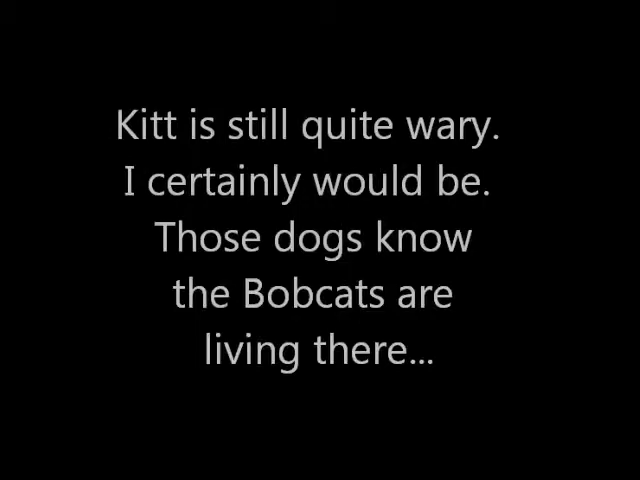 Kitt is still quite wary.
I certainly would be.
Those dogs know
the Bobcats are
living there...